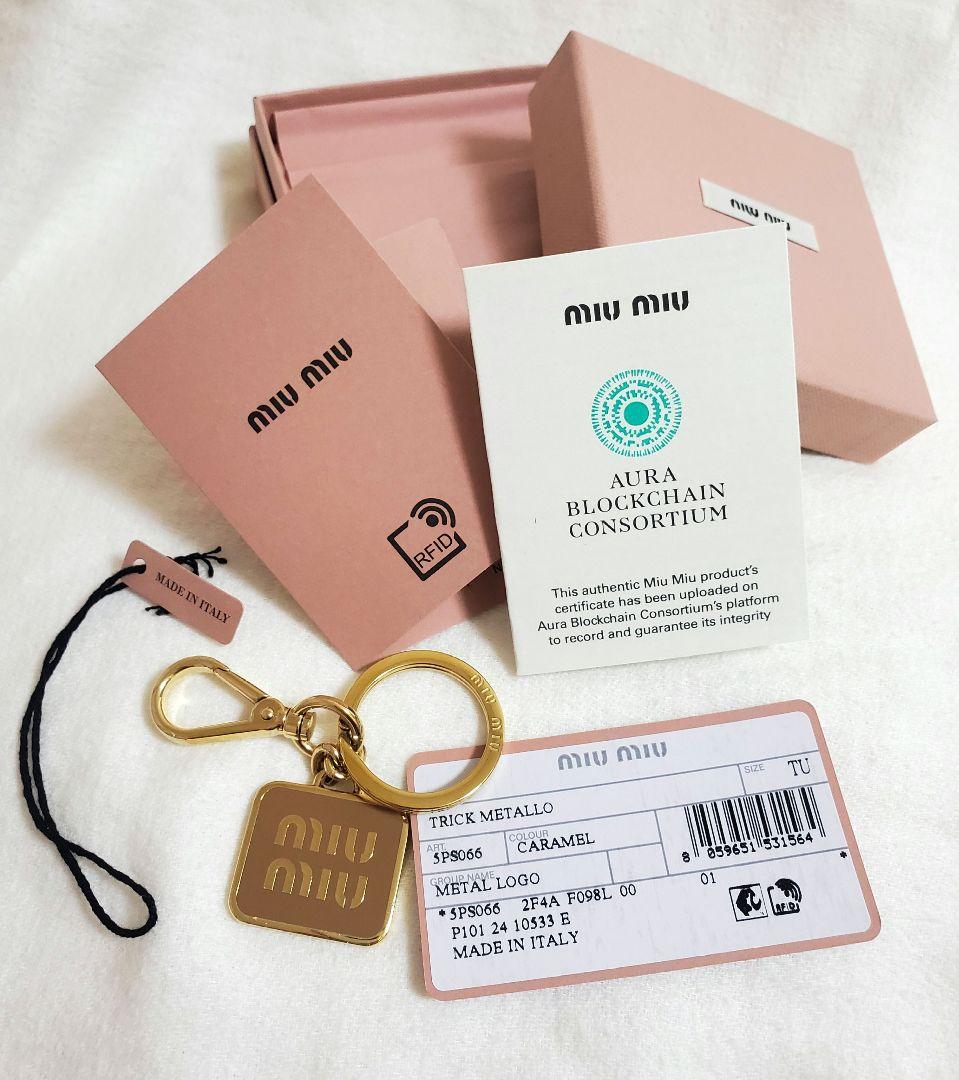 MIU MIU
MIU MIU
RFID
MIU MIU
AURA
BLOCKCHAIN
CONSORTIUM
This authentic Miu Miu product's
certificate has been uploaded on
Aura Blockchain Consortium's platform
to record and guarantee its integrity
MADE IN ITALY
MIU MIU
MIU
MIU
MIU MIU
SIZE TU
TRICK METALLO
ART. 5PS066 COLOUR CARAMEL
8 059651 531564
GROUP NAME
METAL LOGO
*5PS066 2F4A F098L 00 01 *
P101 24 10533 E
MADE IN ITALY
RFID